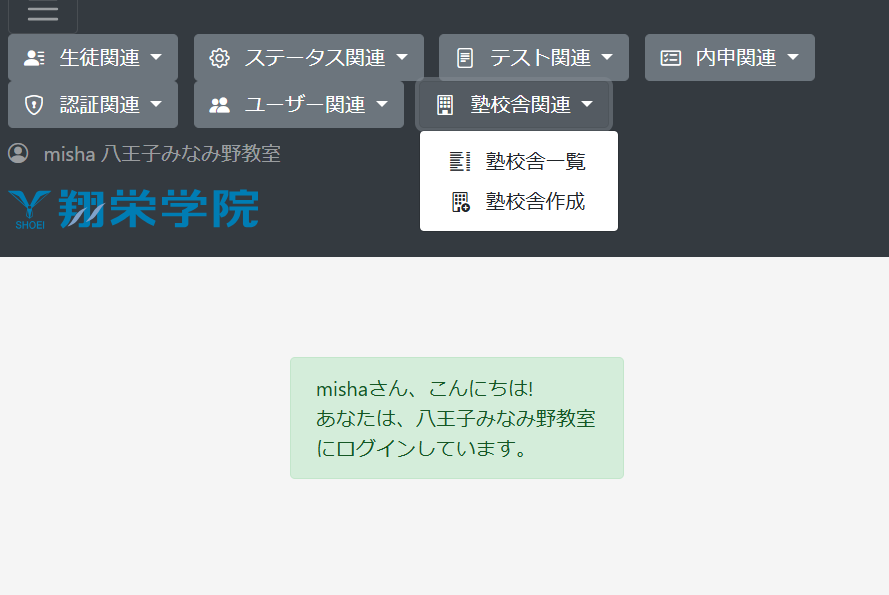 生徒関連
ステータス関連
テスト関連
内申関連
認証関連
ユーザー関連
塾校舎関連
塾校舎一覧
塾校舎作成
misha 八王子みなみ野教室
SHOEI 翔栄学院
mishaさん、こんにちは!
あなたは、八王子みなみ野教室
にログインしています。